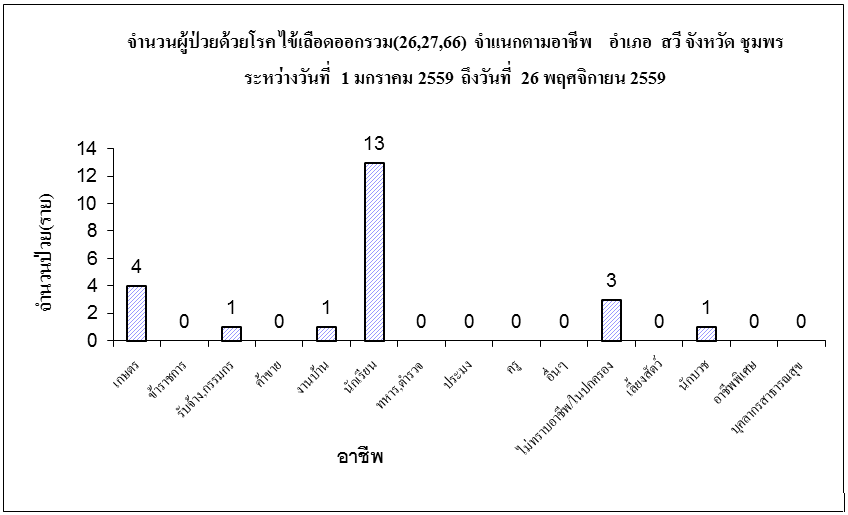 จำนวนผู้ป่วยด้วยโรค ไข้เลือดออกรวม(26,27,66) จำแนกตามอาชีพ อำเภอ สวี จังหวัด ชุมพร
ระหว่างวันที่ 1 มกราคม 2559 ถึงวันที่ 26 พฤศจิกายน 2559
จำนวนป่วย(ราย)
14
12
10
8
6
4
2
0
4
0
1
0
1
13
0
0
0
0
3
0
1
0
0
เกษตร
ข้าราชการ
รับจ้าง,กรรมกร
ค้าขาย
งานบ้าน
นักเรียน
ทหาร,ตำรวจ
ประมง
ครู
อื่นๆ
ไม่ทราบอาชีพ/ในปกครอง
เลี้ยงสัตว์
นักบวช
อาชีพพิเศษ
บุคลากรสาธารณสุข
อาชีพ